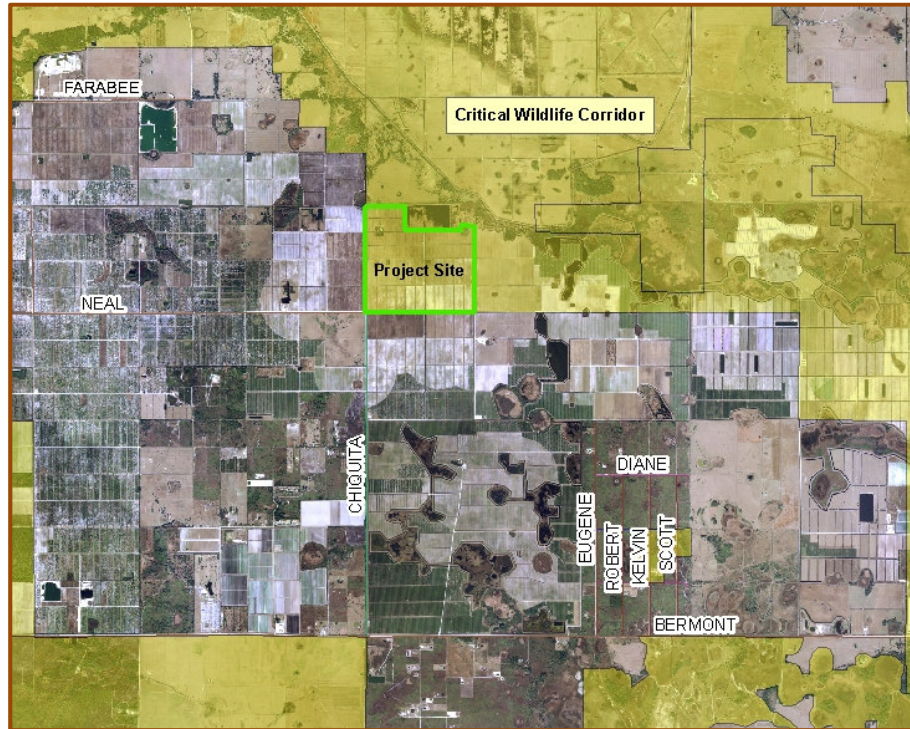 FARABEE
Critical Wildlife Corridor
Project Site
NEAL
CHIQUITA
DIANE
EUGENE
ROBERT
KELVIN
SCOTT
BERMONT